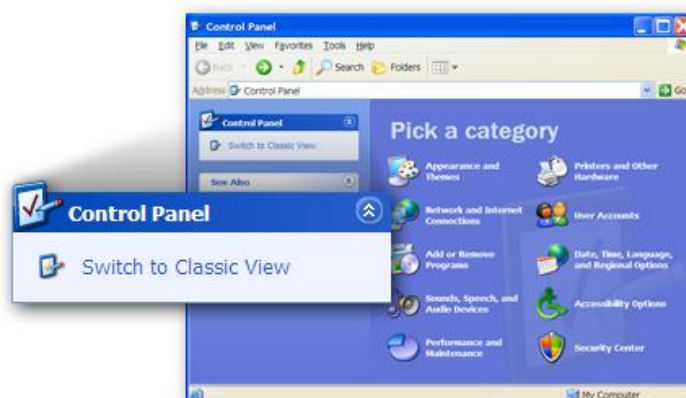 Control Panel
File Edit View Favorites Tools Help
Back Search Folders
Address Control Panel Go
Control Panel
Switch to Classic View
See Also
Control Panel
Switch to Classic View
Pick a category
Appearance and
Themes
Printers and Other
Hardware
Network and Internet
Connections
User Accounts
Add or Remove
Programs
Date, Time, Language,
and Regional Options
Sounds, Speech, and
Audio Devices
Accessibility Options
Performance and
Maintenance
Security Center
My Computer